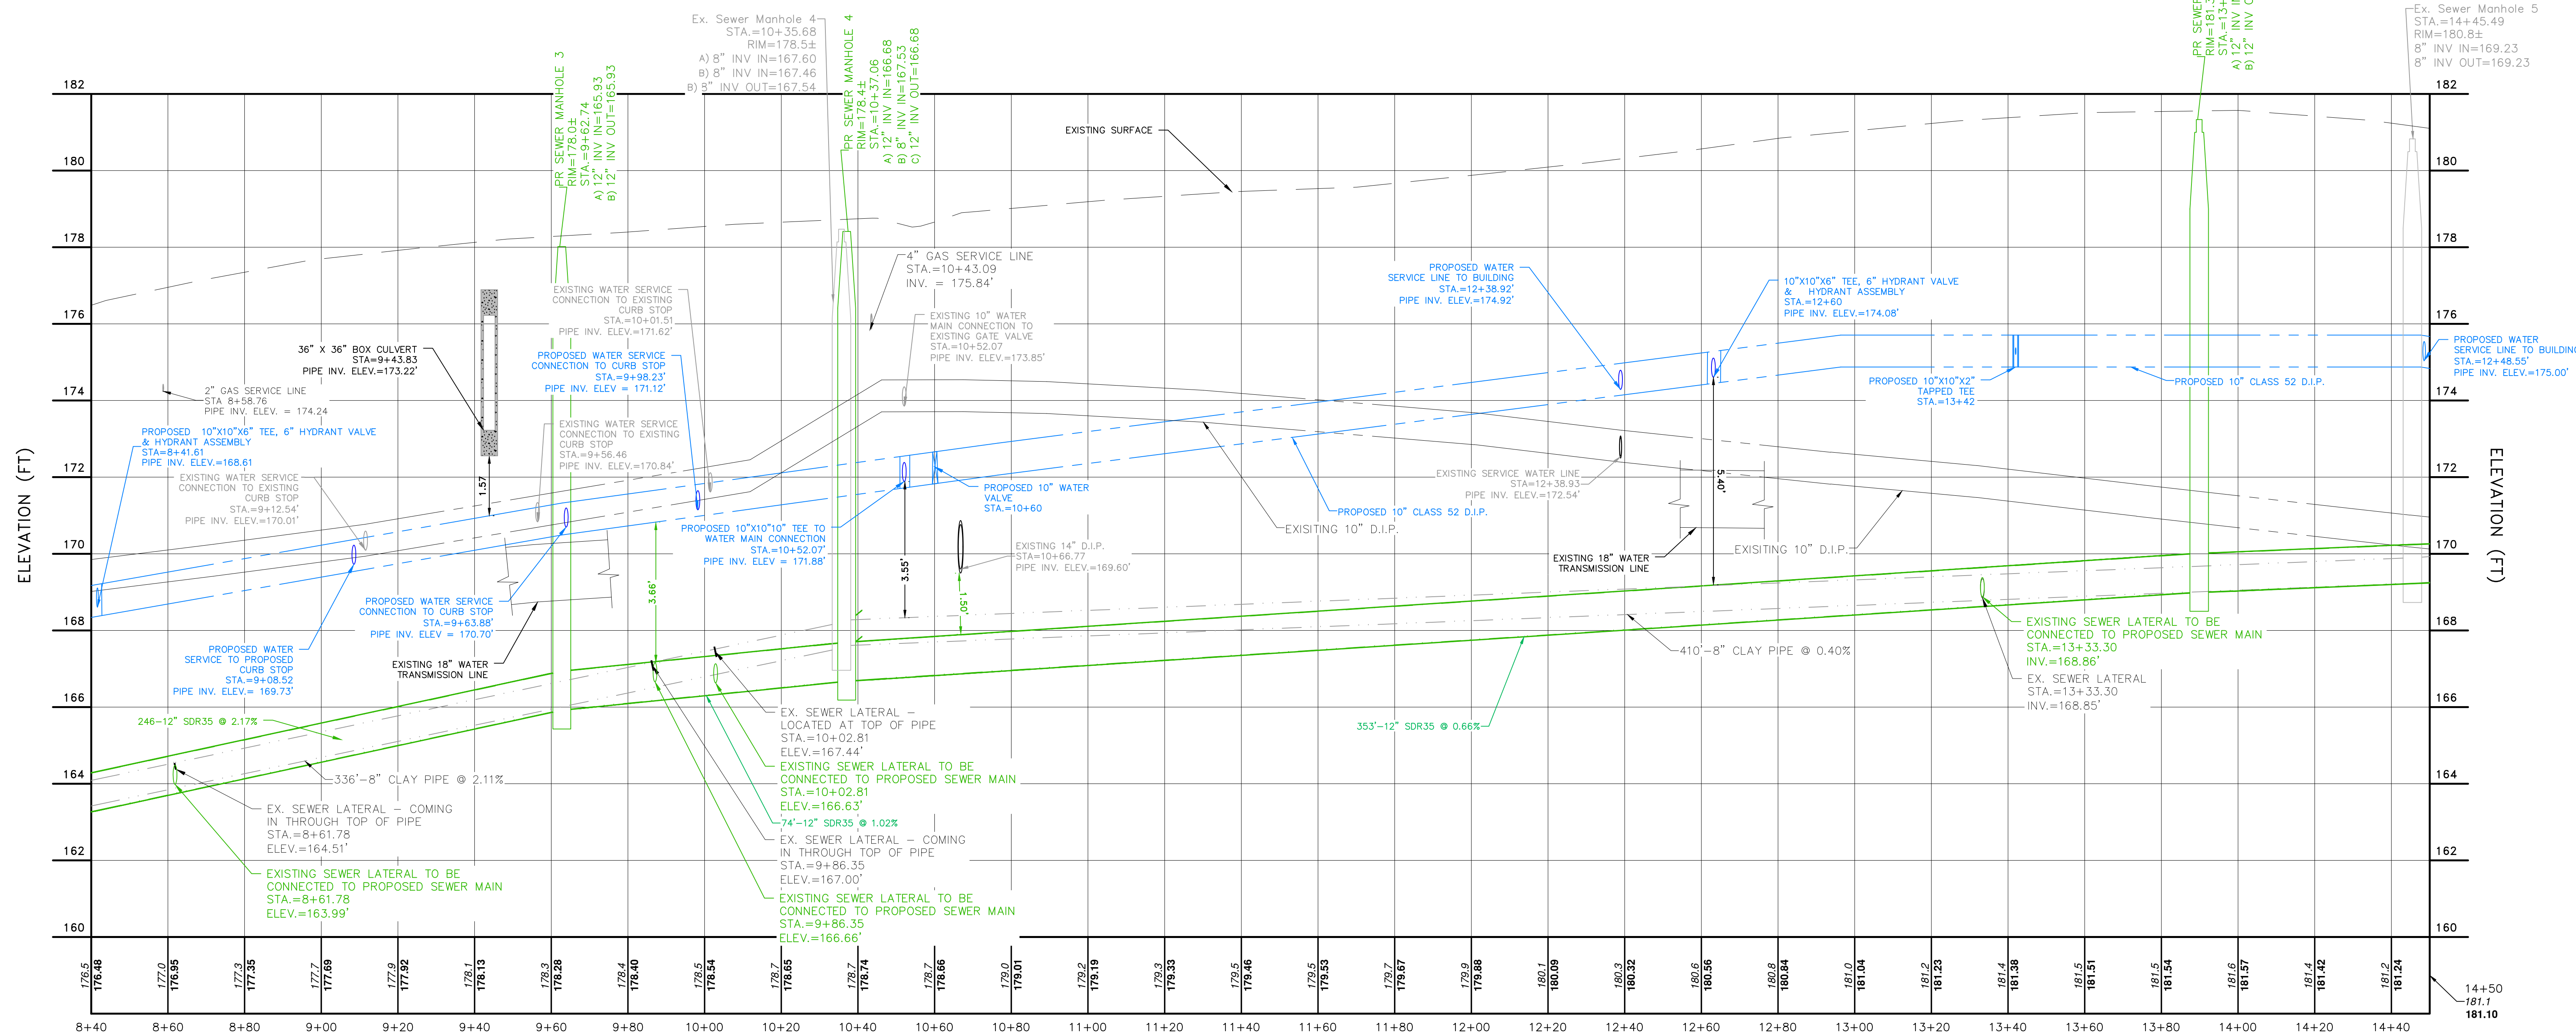 Ex. Sewer Manhole 4
STA.=10+35.68
RIM=178.5±
A) 8" INV IN=167.60
B) 8" INV IN=167.46
B) 8" INV OUT=167.54
PR SEWER MANHOLE 3
RIM=178.0±
STA.=9+62.74
A) 12" INV IN=165.93
B) 12" INV OUT=165.93
PR SEWER MANHOLE 4
RIM=178.4±
STA.=10+37.06
A) 12" INV IN=166.68
B) 8" INV IN=167.53
C) 12" INV OUT=166.68
Ex. Sewer Manhole 5
STA.=14+45.49
RIM=180.8±
8" INV IN=169.23
8" INV OUT=169.23
PR SEWER
RIM=181.
STA.=13+
A) 12" INV
B) 12" INV
ELEVATION (FT)
182
180
178
176
174
172
170
168
166
164
162
160
EXISTING SURFACE
4" GAS SERVICE LINE
STA.=10+43.09
INV. = 175.84'
EXISTING WATER SERVICE
CONNECTION TO EXISTING
CURB STOP
STA.=10+01.51
PIPE INV. ELEV.=171.62'
EXISTING 10" WATER
MAIN CONNECTION TO
EXISTING GATE VALVE
STA.=10+52.07
PIPE INV. ELEV.=173.85'
PROPOSED WATER
SERVICE LINE TO BUILDING
STA.=12+38.92'
PIPE INV. ELEV.=174.92'
10"X10"X6" TEE, 6" HYDRANT VALVE
& HYDRANT ASSEMBLY
STA.=12+60
PIPE INV. ELEV.=174.08'
36" X 36" BOX CULVERT
STA=9+43.83
PIPE INV. ELEV.=173.22'
PROPOSED WATER SERVICE
CONNECTION TO CURB STOP
STA.=9+98.23'
PIPE INV. ELEV = 171.12'
PROPOSED WATER
SERVICE LINE TO BUILDING
STA.=12+48.55'
PIPE INV. ELEV.=175.00'
2" GAS SERVICE LINE
STA 8+58.76
PIPE INV. ELEV. = 174.24
PROPOSED 10"X10"X2"
TAPPED TEE
STA.=13+42
PROPOSED 10" CLASS 52 D.I.P.
PROPOSED 10"X10"X6" TEE, 6" HYDRANT VALVE
& HYDRANT ASSEMBLY
STA=8+41.61
PIPE INV. ELEV.=168.61
EXISTING WATER SERVICE
CONNECTION TO EXISTING
CURB STOP
STA.=9+56.46
PIPE INV. ELEV.=170.84'
EXISTING WATER SERVICE
CONNECTION TO EXISTING
CURB STOP
STA.=9+12.54'
PIPE INV. ELEV.=170.01'
1.57
PROPOSED 10" WATER
VALVE
STA.=10+60
EXISTING SERVICE WATER LINE
STA=12+38.93
PIPE INV. ELEV.=172.54'
5.40'
PROPOSED 10" CLASS 52 D.I.P.
PROPOSED 10"X10"10" TEE TO
WATER MAIN CONNECTION
STA.=10+52.07'
PIPE INV. ELEV = 171.88'
EXISITING 10" D.I.P.
EXISTING 14" D.I.P.
STA=10+66.77
PIPE INV. ELEV.=169.60'
EXISITING 10" D.I.P.
EXISTING 18" WATER
TRANSMISSION LINE
3.66'
3.55'
1.50'
PROPOSED WATER SERVICE
CONNECTION TO CURB STOP
STA.=9+63.88'
PIPE INV. ELEV = 170.70'
PROPOSED WATER
SERVICE TO PROPOSED
CURB STOP
STA.=9+08.52
PIPE INV. ELEV.= 169.73'
EXISTING 18" WATER
TRANSMISSION LINE
410'-8" CLAY PIPE @ 0.40%
EXISTING SEWER LATERAL TO BE
CONNECTED TO PROPOSED SEWER MAIN
STA.=13+33.30
INV.=168.86'
EX. SEWER LATERAL
STA.=13+33.30
INV.=168.85'
246-12" SDR35 @ 2.17%
353'-12" SDR35 @ 0.66%
EX. SEWER LATERAL –
LOCATED AT TOP OF PIPE
STA.=10+02.81
ELEV.=167.44'
EXISTING SEWER LATERAL TO BE
CONNECTED TO PROPOSED SEWER MAIN
STA.=10+02.81
ELEV.=166.63'
336'-8" CLAY PIPE @ 2.11%
EX. SEWER LATERAL – COMING
IN THROUGH TOP OF PIPE
STA.=8+61.78
ELEV.=164.51'
74'-12" SDR35 @ 1.02%
EX. SEWER LATERAL – COMING
IN THROUGH TOP OF PIPE
STA.=9+86.35
ELEV.=167.00'
EXISTING SEWER LATERAL TO BE
CONNECTED TO PROPOSED SEWER MAIN
STA.=8+61.78
ELEV.=163.99'
EXISTING SEWER LATERAL TO BE
CONNECTED TO PROPOSED SEWER MAIN
STA.=9+86.35
ELEV.=166.66'
182
180
178
176
174
172
170
168
166
164
162
160
ELEVATION (FT)
176.5 176.48
177.0 176.95
177.3 177.35
177.7 177.69
177.9 177.92
178.1 178.13
178.3 178.28
178.4 178.40
178.5 178.54
178.7 178.65
178.7 178.74
178.7 178.66
179.0 179.01
179.2 179.19
179.3 179.33
179.5 179.46
179.5 179.53
179.7 179.67
179.9 179.88
180.1 180.09
180.3 180.32
180.6 180.56
180.8 180.84
181.0 181.04
181.2 181.23
181.4 181.38
181.5 181.51
181.5 181.54
181.6 181.57
181.4 181.42
181.2 181.24
14+50
181.1
181.10
8+40 8+60 8+80 9+00 9+20 9+40 9+60 9+80 10+00 10+20 10+40 10+60 10+80 11+00 11+20 11+40 11+60 11+80 12+00 12+20 12+40 12+60 12+80 13+00 13+20 13+40 13+60 13+80 14+00 14+20 14+40